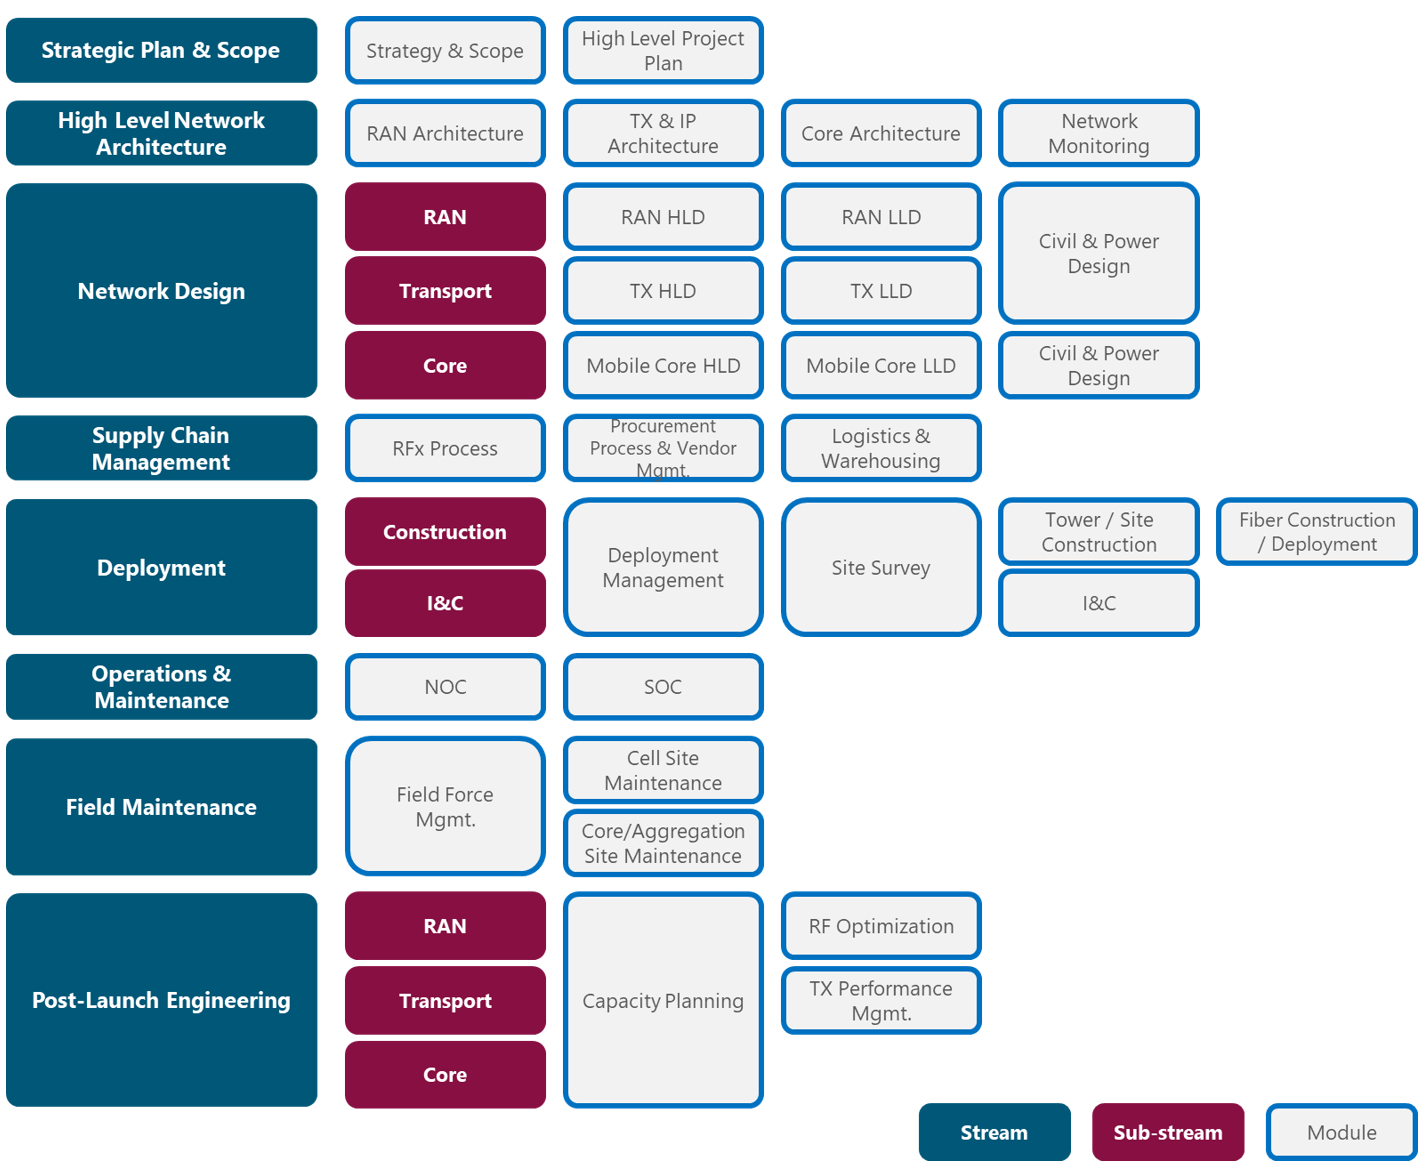 Strategic Plan & Scope
Strategy & Scope
High Level Project
Plan
High Level Network
Architecture
RAN Architecture
TX & IP
Architecture
Core Architecture
Network
Monitoring
Network Design
RAN
RAN HLD
RAN LLD
Civil & Power
Design
Transport
TX HLD
TX LLD
Core
Mobile Core HLD
Mobile Core LLD
Civil & Power
Design
Supply Chain
Management
RFx Process
Procurement
Process & Vendor
Mgmt.
Logistics &
Warehousing
Deployment
Construction
I&C
Deployment
Management
Site Survey
Tower / Site
Construction
Fiber Construction
/ Deployment
I&C
Operations &
Maintenance
NOC
SOC
Field Maintenance
Field Force
Mgmt.
Cell Site
Maintenance
Core/Aggregation
Site Maintenance
Post-Launch Engineering
RAN
Transport
Core
Capacity Planning
RF Optimization
TX Performance
Mgmt.
Stream
Sub-stream
Module